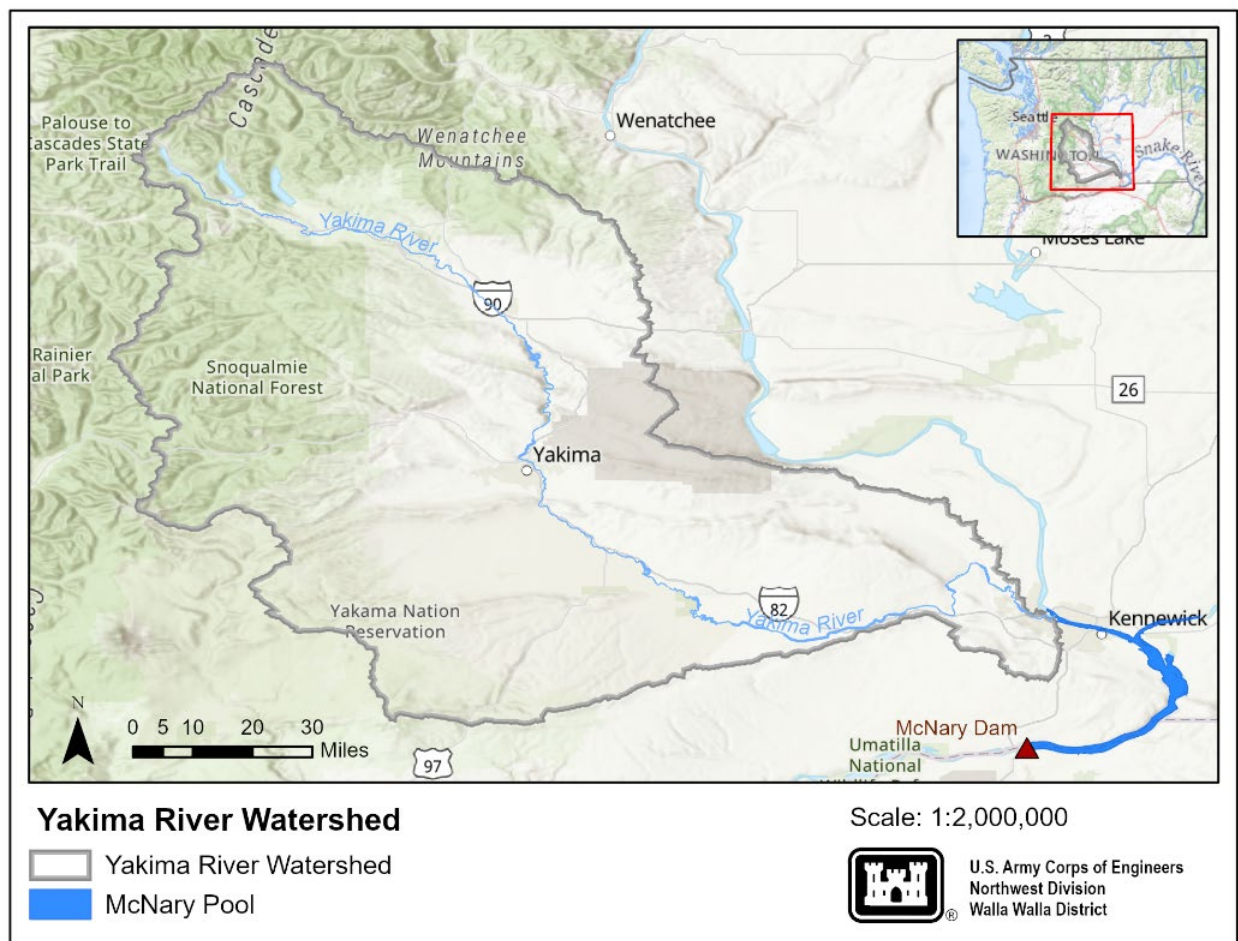 Cascade
Palouse to
Cascades State
Park Trail
Wenatchee
Mountains
Wenatchee
Seattle
WASHINGTON
Snake River
Moses Lake
Yakima River
90
Rainier
al Park
Snoqualmie
National Forest
26
Yakima
Yakama Nation
Reservation
82
Yakima River
Kennewick
N
0 5 10 20 30
Miles
97
McNary Dam
Umatilla
National
Yakima River Watershed
Yakima River Watershed
McNary Pool
Scale: 1:2,000,000
U.S. Army Corps of Engineers
Northwest Division
Walla Walla District
®